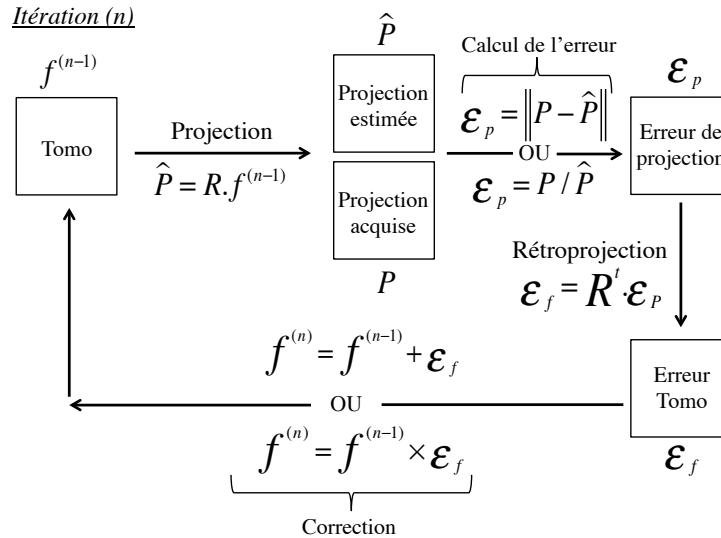 Itération (n)
f⁽ⁿ⁻¹⁾
Tomo
Projection
P̂ = R.f⁽ⁿ⁻¹⁾
P̂
Projection
estimée
Projection
acquise
P
Calcul de l'erreur
ε_p = ‖P − P̂‖
OU
ε_p = P / P̂
ε_p
Erreur de
projection
Rétroprojection
ε_f = Rᵗ.ε_P
Erreur
Tomo
ε_f
f⁽ⁿ⁾ = f⁽ⁿ⁻¹⁾ + ε_f
OU
f⁽ⁿ⁾ = f⁽ⁿ⁻¹⁾ × ε_f
Correction